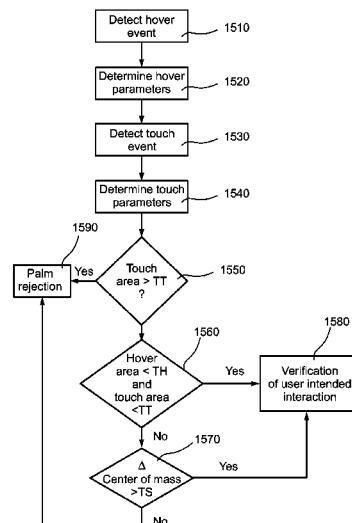 Detect hover
event
1510
Determine hover
parameters
1520
Detect touch
event
1530
Determine touch
parameters
1540
1590
Palm
rejection
Yes
Touch
area > TT
?
1550
1560
Hover
area < TH
and
touch area
<TT
Yes
1580
Verification
of user intended
interaction
No
1570
Δ
Center of mass
>TS
Yes
No